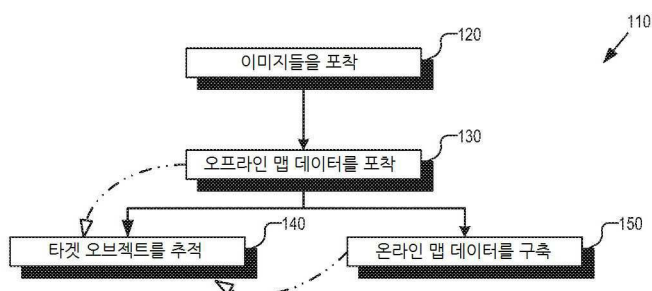 110
120
이미지들을 포착
130
오프라인 맵 데이터를 포착
140
타겟 오브젝트를 추적
150
온라인 맵 데이터를 구축